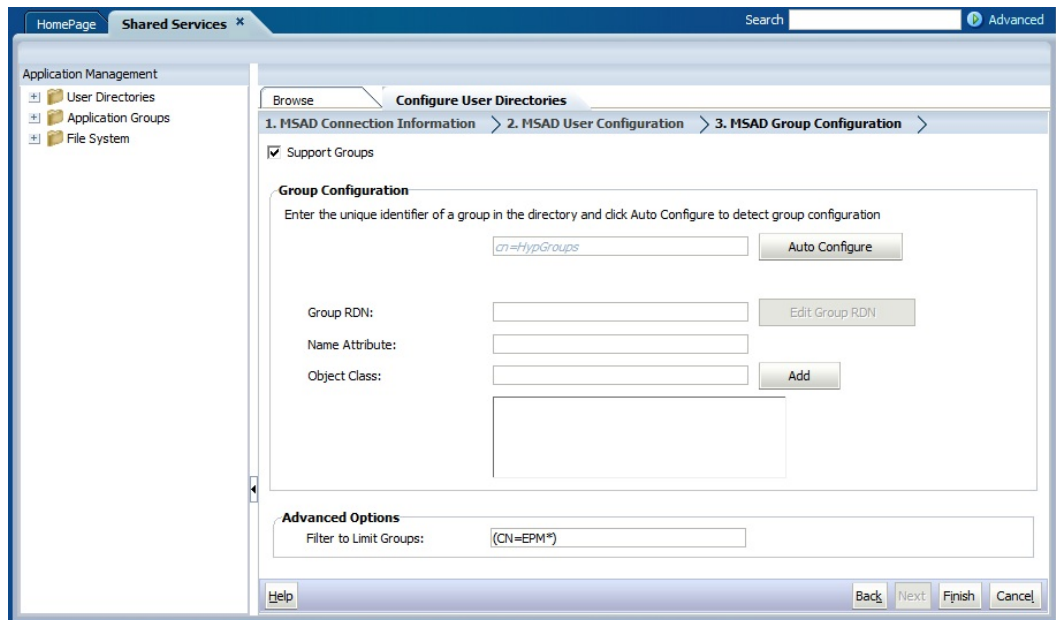 HomePage
Shared Services ×
Search
Advanced
Application Management
User Directories
Application Groups
File System
Browse
Configure User Directories
1. MSAD Connection Information
2. MSAD User Configuration
3. MSAD Group Configuration
Support Groups
Group Configuration
Enter the unique identifier of a group in the directory and click Auto Configure to detect group configuration
cn=HypGroups
Auto Configure
Group RDN:
Edit Group RDN
Name Attribute:
Object Class:
Add
Advanced Options
Filter to Limit Groups:
(CN=EPM*)
Help
Back
Next
Finish
Cancel